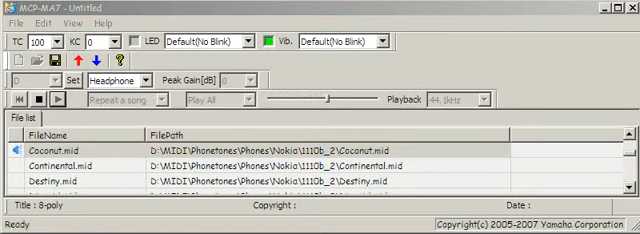 MCP-MA7 - Untitled
File Edit View Help
TC 100 KC 0 LED Default(No Blink) Vib. Default(No Blink)
0 Set Headphone Peak Gain[dB] 0
Repeat a song Play All Playback 44.1kHz
File list
FileName FilePath
Coconut.mid D:\MIDI\Phonetones\Phones\Nokia\1110b_2\Coconut.mid
Continental.mid D:\MIDI\Phonetones\Phones\Nokia\1110b_2\Continental.mid
Destiny.mid D:\MIDI\Phonetones\Phones\Nokia\1110b_2\Destiny.mid
Title : 8-poly Copyright : Date :
Ready Copyright(c) 2005-2007 Yamaha Corporation